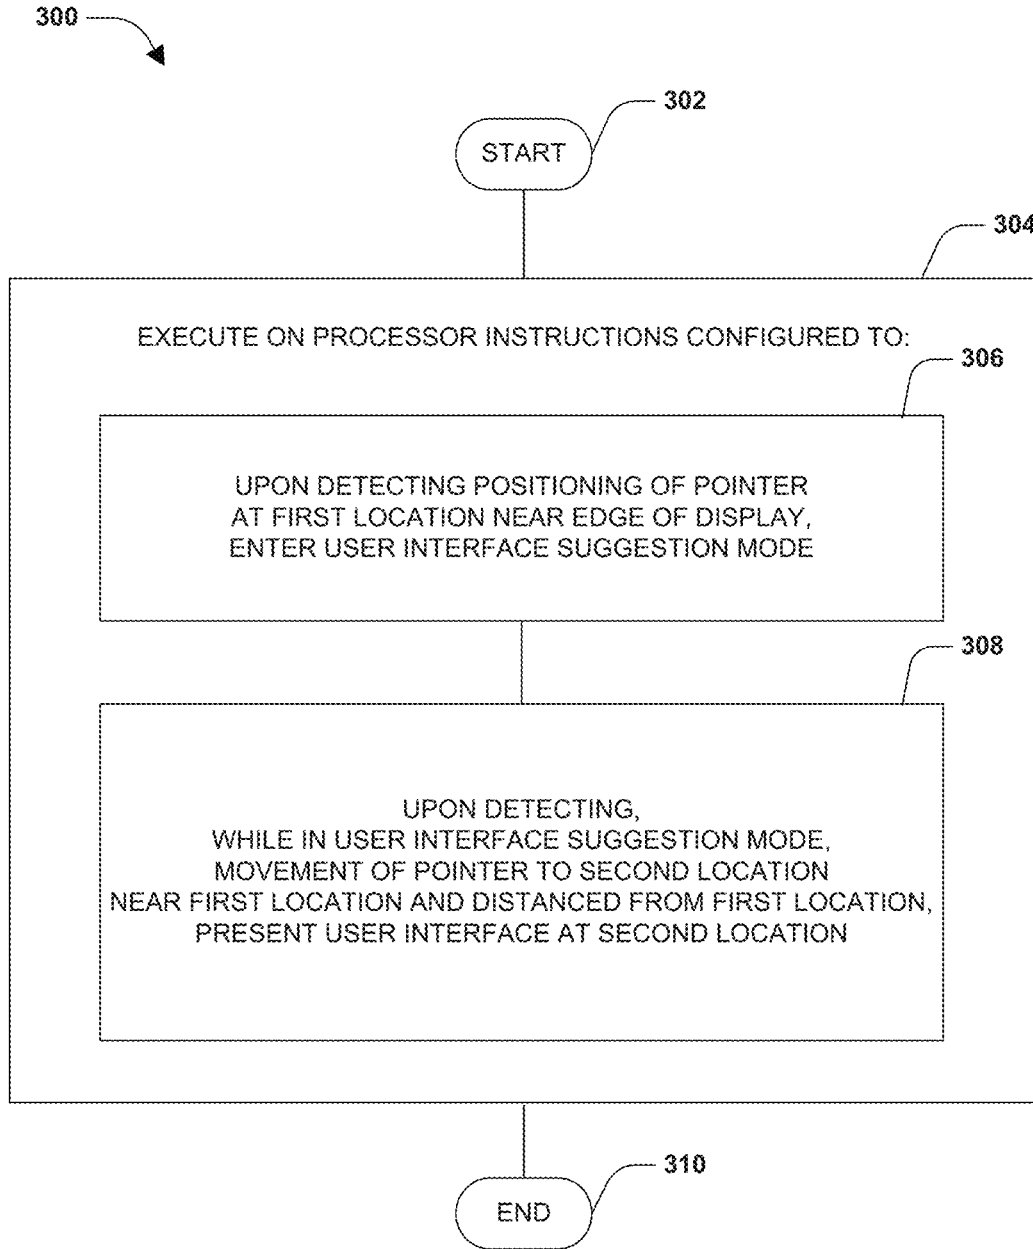 300
302
START
304
EXECUTE ON PROCESSOR INSTRUCTIONS CONFIGURED TO:
306
UPON DETECTING POSITIONING OF POINTER
AT FIRST LOCATION NEAR EDGE OF DISPLAY,
ENTER USER INTERFACE SUGGESTION MODE
308
UPON DETECTING,
WHILE IN USER INTERFACE SUGGESTION MODE,
MOVEMENT OF POINTER TO SECOND LOCATION
NEAR FIRST LOCATION AND DISTANCED FROM FIRST LOCATION,
PRESENT USER INTERFACE AT SECOND LOCATION
310
END